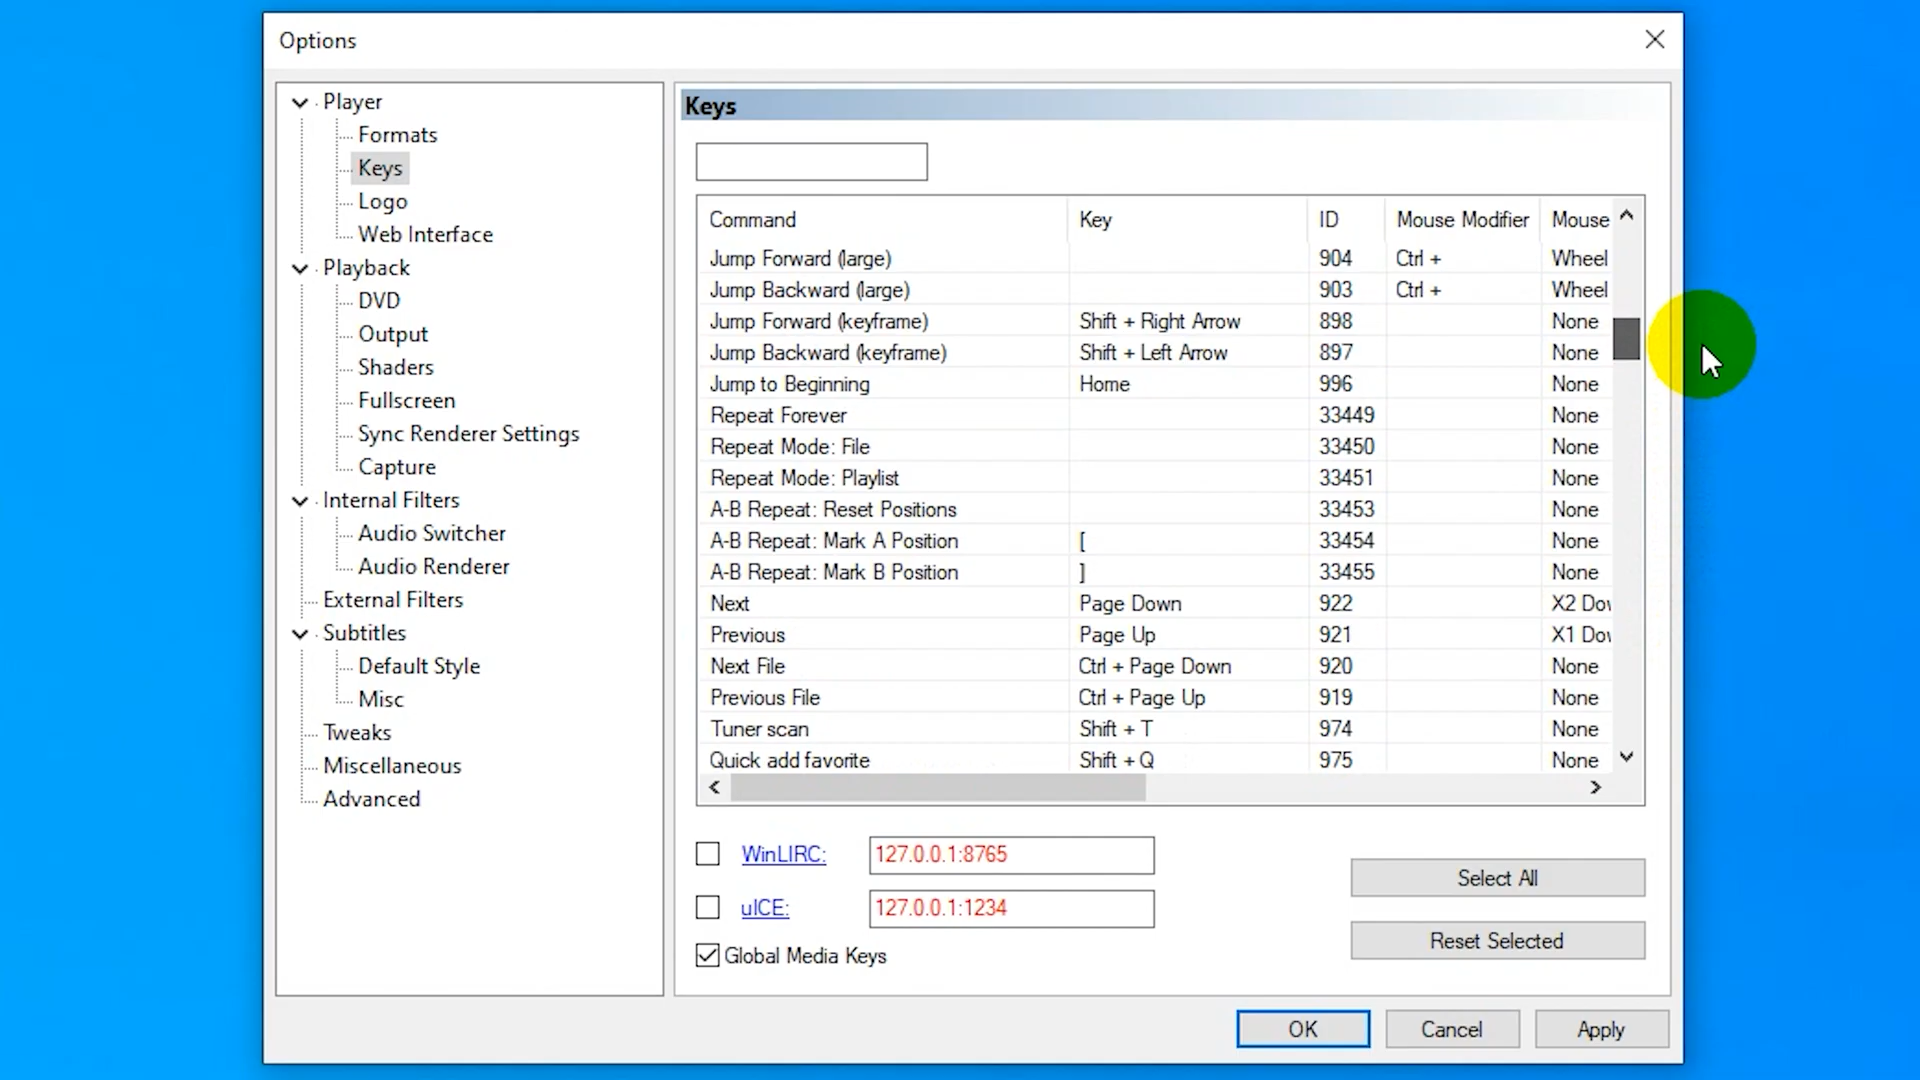 Options
Player
Formats
Keys
Logo
Web Interface
Playback
DVD
Output
Shaders
Fullscreen
Sync Renderer Settings
Capture
Internal Filters
Audio Switcher
Audio Renderer
External Filters
Subtitles
Default Style
Misc
Tweaks
Miscellaneous
Advanced
Keys
Command Key ID Mouse Modifier Mouse
Jump Forward (large) 904 Ctrl + Wheel
Jump Backward (large) 903 Ctrl + Wheel
Jump Forward (keyframe) Shift + Right Arrow 898 None
Jump Backward (keyframe) Shift + Left Arrow 897 None
Jump to Beginning Home 996 None
Repeat Forever 33449 None
Repeat Mode: File 33450 None
Repeat Mode: Playlist 33451 None
A-B Repeat: Reset Positions 33453 None
A-B Repeat: Mark A Position [ 33454 None
A-B Repeat: Mark B Position ] 33455 None
Next Page Down 922 X2
Previous Page Up 921 X1
Next File Ctrl + Page Down 920 None
Previous File Ctrl + Page Up 919 None
Tuner scan Shift + T 974 None
Quick add favorite Shift + Q 975 None
WinLIRC: 127.0.0.1:8765
uICE: 127.0.0.1:1234
Global Media Keys
Select All
Reset Selected
OK Cancel Apply